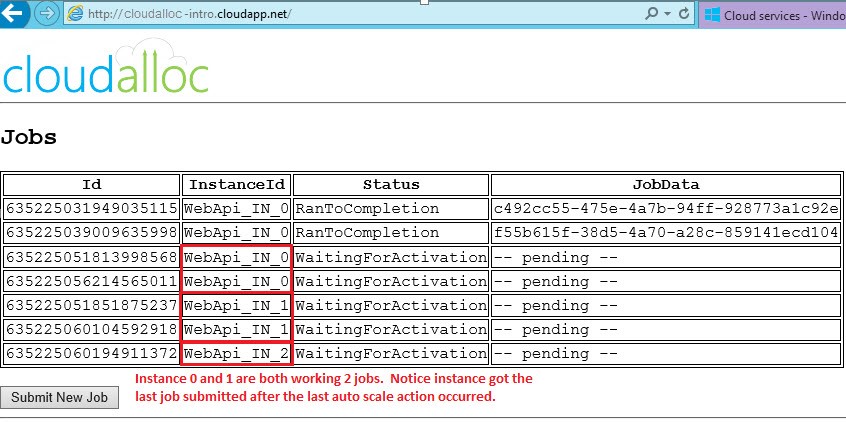 http://cloudalloc-intro.cloudapp.net/
Cloud services - Windo
cloudalloc
Jobs
Id InstanceId Status JobData
635225031949035115 WebApi_IN_0 RanToCompletion c492cc55-475e-4a7b-94ff-928773a1c92e
635225039009635998 WebApi_IN_0 RanToCompletion f55b615f-38d5-4a70-a28c-859141ecd104
635225051813998568 WebApi_IN_0 WaitingForActivation -- pending --
635225056214565011 WebApi_IN_0 WaitingForActivation -- pending --
635225051851875237 WebApi_IN_1 WaitingForActivation -- pending --
635225060104592918 WebApi_IN_1 WaitingForActivation -- pending --
635225060194911372 WebApi_IN_2 WaitingForActivation -- pending --
Instance 0 and 1 are both working 2 jobs. Notice instance got the
last job submitted after the last auto scale action occurred.
Submit New Job